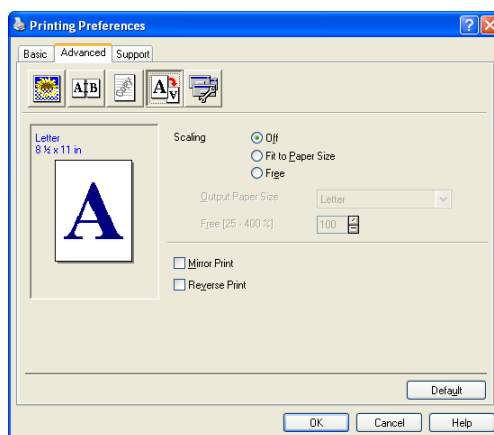 Printing Preferences
Basic Advanced Support
A B A A
Letter
8 ½ x 11 in
A
Scaling Off
Fit to Paper Size
Free
Output Paper Size Letter
Free [25 - 400 %] 100
Mirror Print
Reverse Print
Default
OK Cancel Help